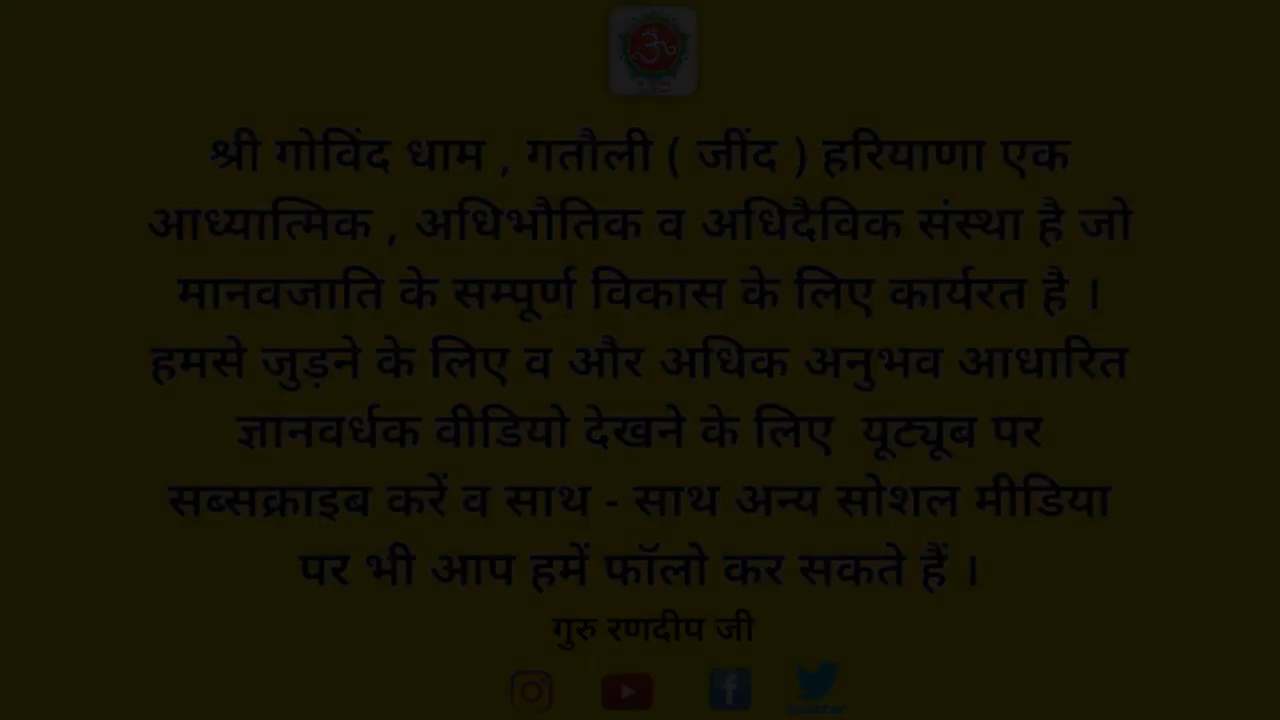 श्री गोविंद धाम , गतौली ( जींद ) हरियाणा एक
आध्यात्मिक , अधिभौतिक व अधिदैविक संस्था है जो
मानवजाति के सम्पूर्ण विकास के लिए कार्यरत है ।
हमसे जुड़ने के लिए व और अधिक अनुभव आधारित
ज्ञानवर्धक वीडियो देखने के लिए यूट्यूब पर
सब्सक्राइब करें व साथ - साथ अन्य सोशल मीडिया
पर भी आप हमें फॉलो कर सकते हैं ।
गुरु रणदीप जी
twitter